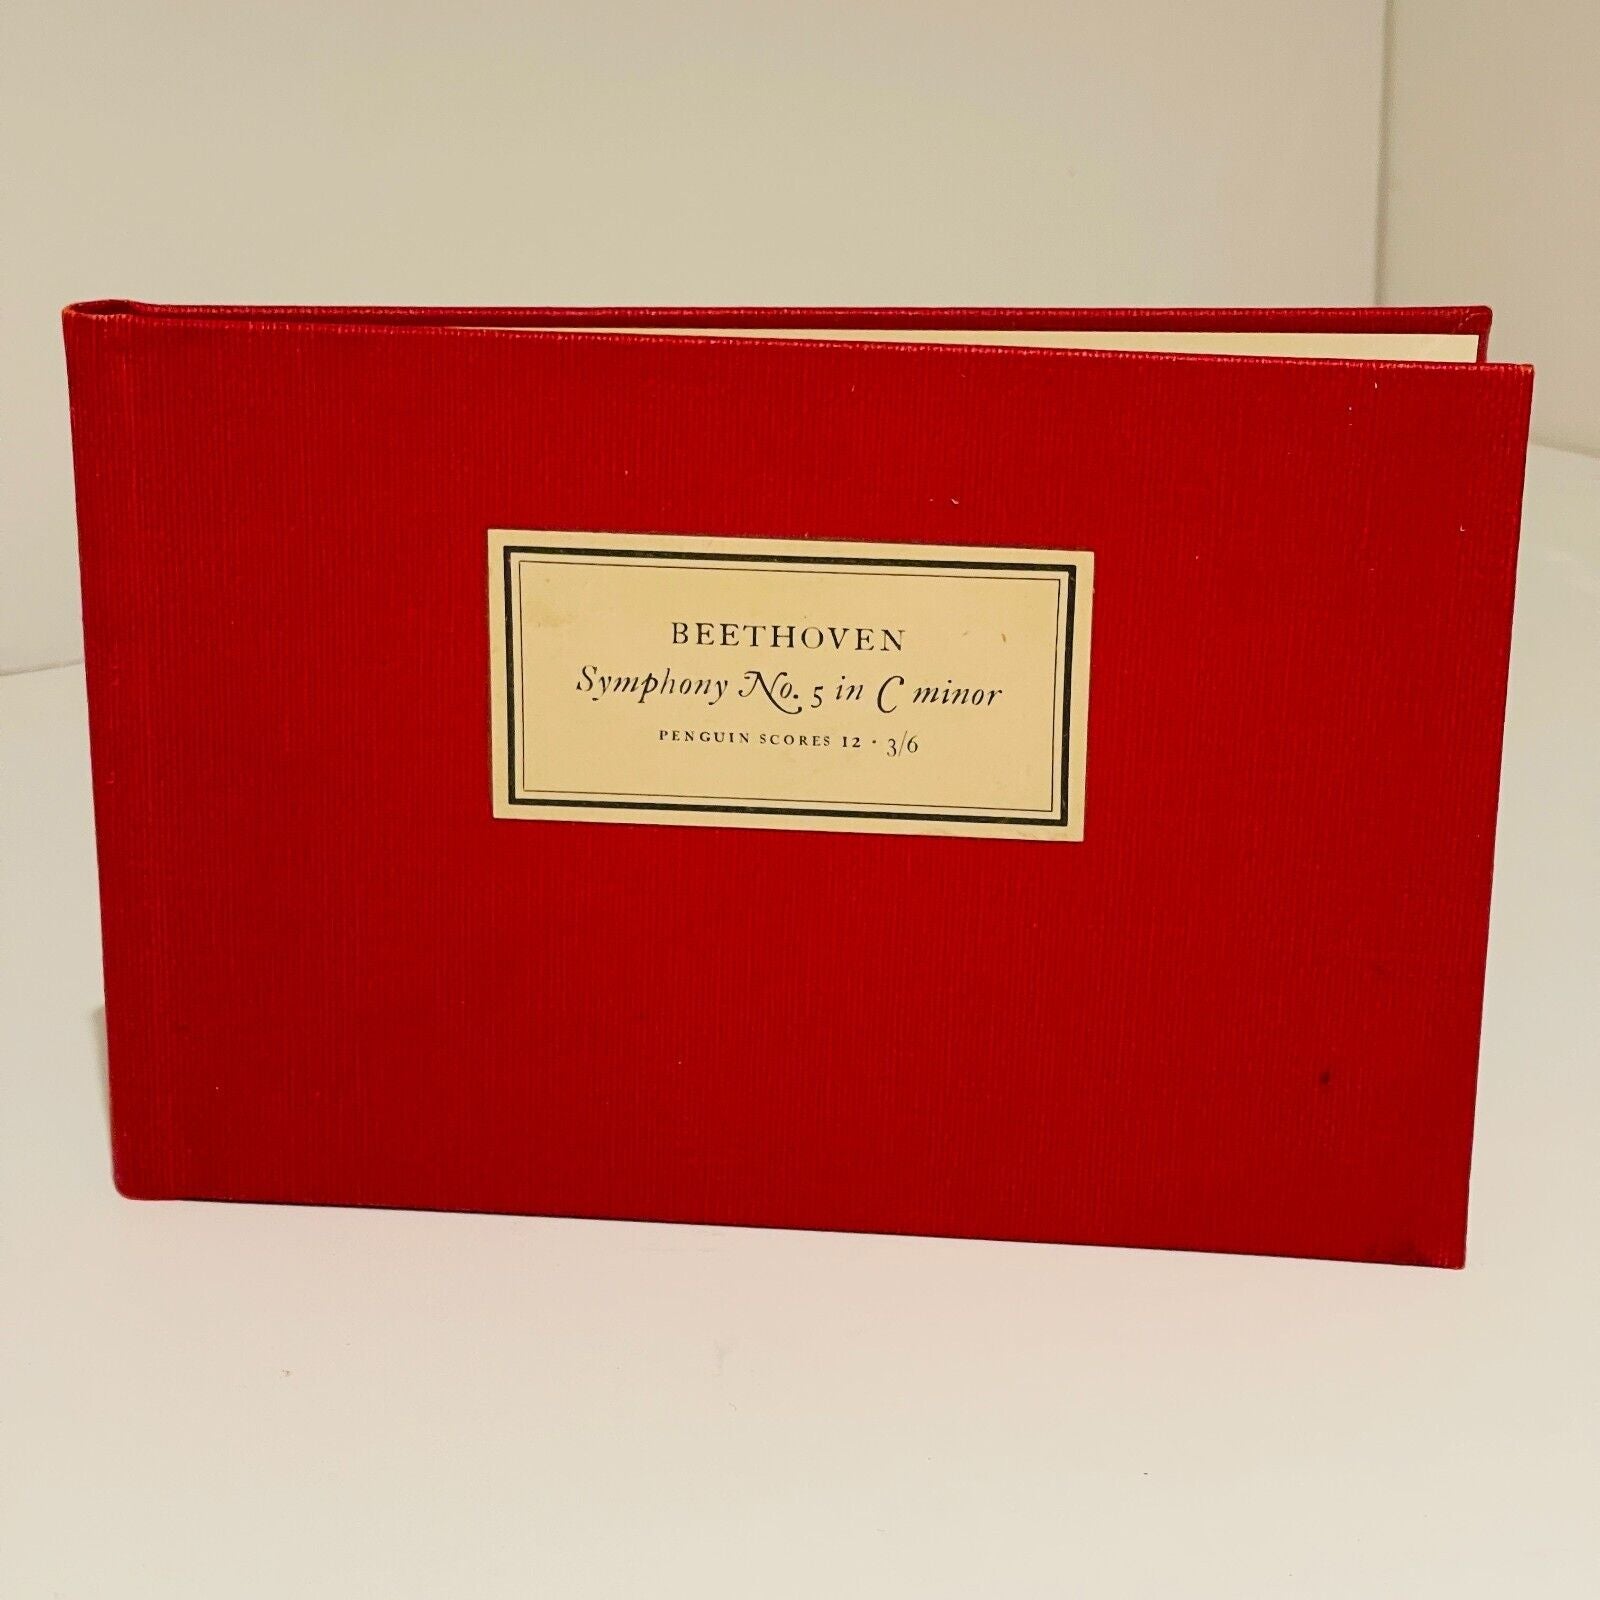 BEETHOVEN
Symphony No. 5 in C minor
PENGUIN SCORES 12 · 3/6